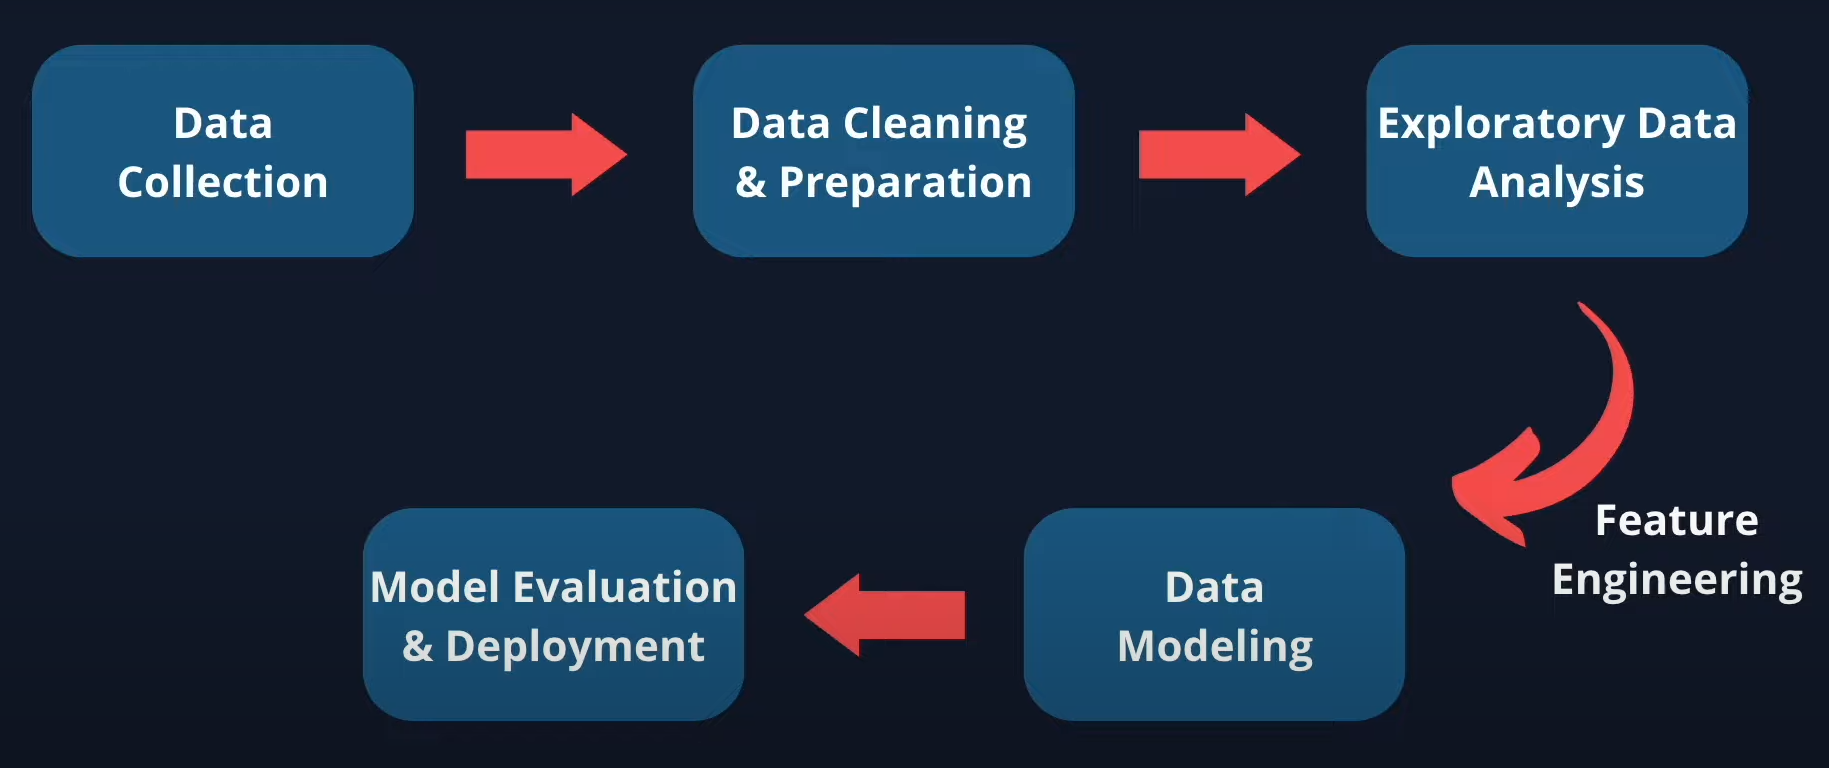 Data
Collection
Data Cleaning
& Preparation
Exploratory Data
Analysis
Feature
Engineering
Data
Modeling
Model Evaluation
& Deployment